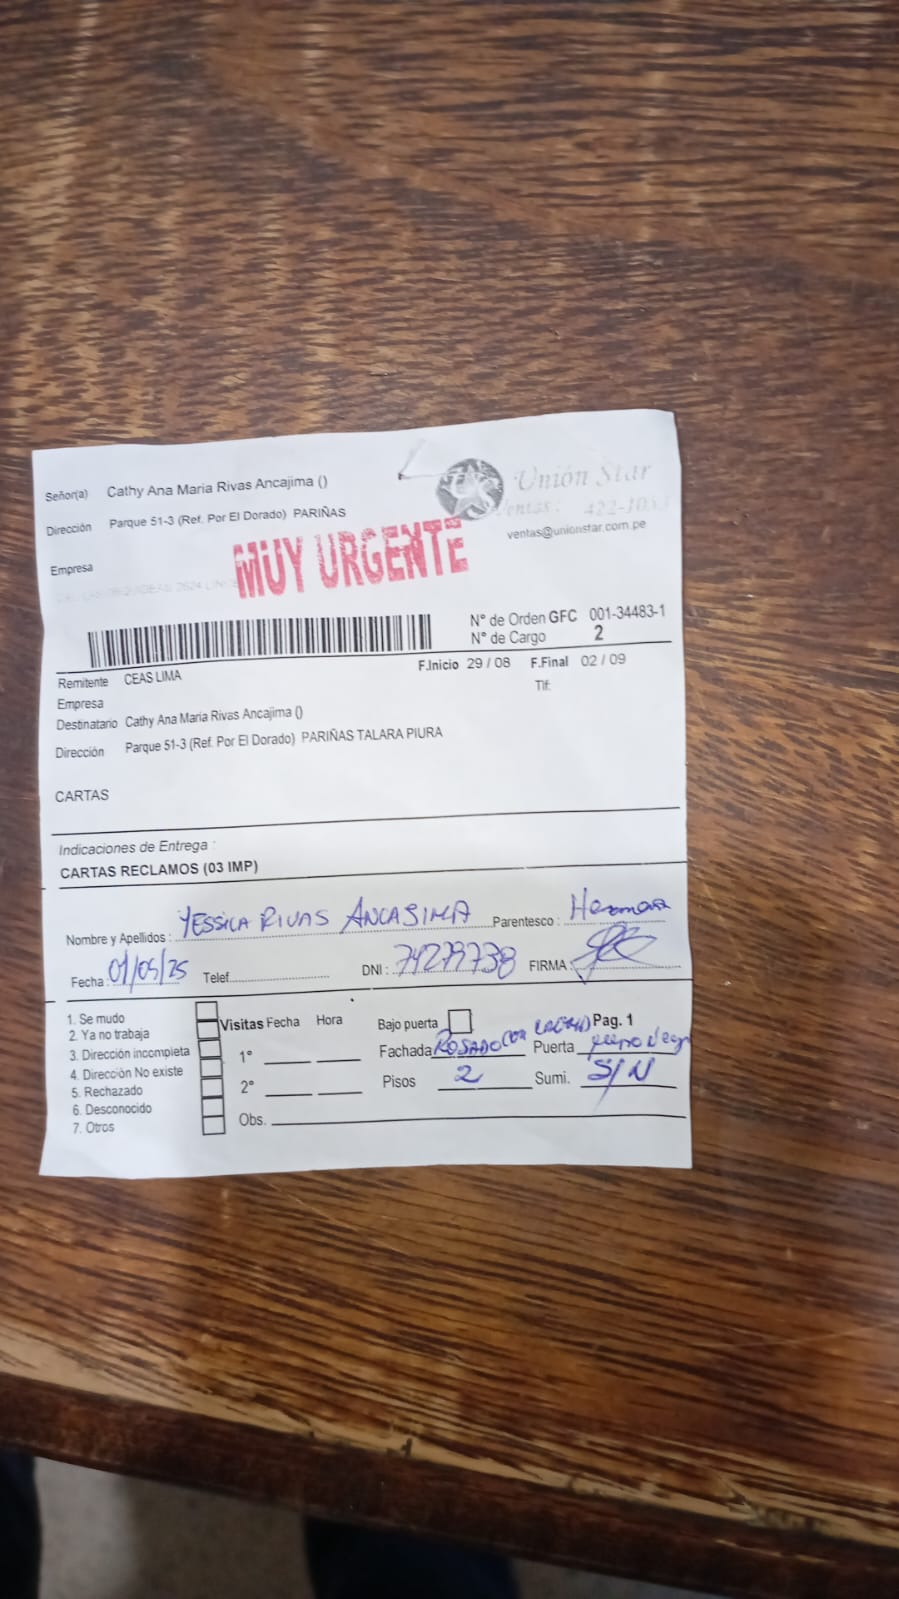 Señor(a) Cathy Ana Maria Rivas Ancajima ()
Unión Star
Dirección Parque 51-3 (Ref. Por El Dorado) PARIÑAS
Ventas: 422-10
ventas@unionstar.com.pe
Empresa
MUY URGENTE
N° de Orden GFC 001-34483-1
N° de Cargo 2
Remitente CEAS LIMA
F.Inicio 29 / 08 F.Final 02 / 09
Empresa
Tlf:
Destinatario Cathy Ana Maria Rivas Ancajima ()
Dirección Parque 51-3 (Ref. Por El Dorado) PARIÑAS TALARA PIURA
CARTAS
Indicaciones de Entrega :
CARTAS RECLAMOS (03 IMP)
Nombre y Apellidos : YESSICA RIVAS ANCAJIMA Parentesco : Hermana
Fecha: 01/09/25 Telef. DNI : 74279738 FIRMA :
1. Se mudo
2. Ya no trabaja
3. Dirección incompleta
4. Dirección No existe
5. Rechazado
6. Desconocido
7. Otros
Visitas Fecha Hora
1°
2°
Obs.
Bajo puerta Pag. 1
Fachada ROSADO Puerta
Pisos 2 Sumi. S/N